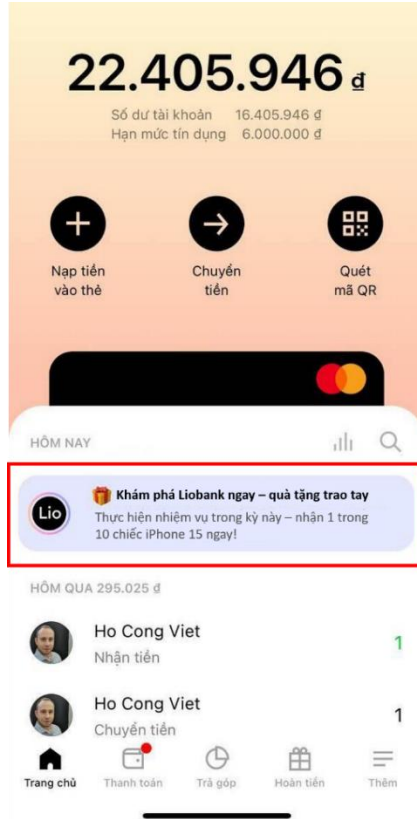 22.405.946 ₫
Số dư tài khoản 16.405.946 ₫
Hạn mức tín dụng 6.000.000 ₫
Nạp tiền
vào thẻ
Chuyển
tiền
Quét
mã QR
HÔM NAY
Lio
Khám phá Liobank ngay – quà tặng trao tay
Thực hiện nhiệm vụ trong kỳ này – nhận 1 trong
10 chiếc iPhone 15 ngay!
HÔM QUA 295.025 ₫
Ho Cong Viet
1
Nhận tiền
Ho Cong Viet
1
Chuyển tiền
Trang chủ
Thanh toán
Trả góp
Hoàn tiền
Thêm